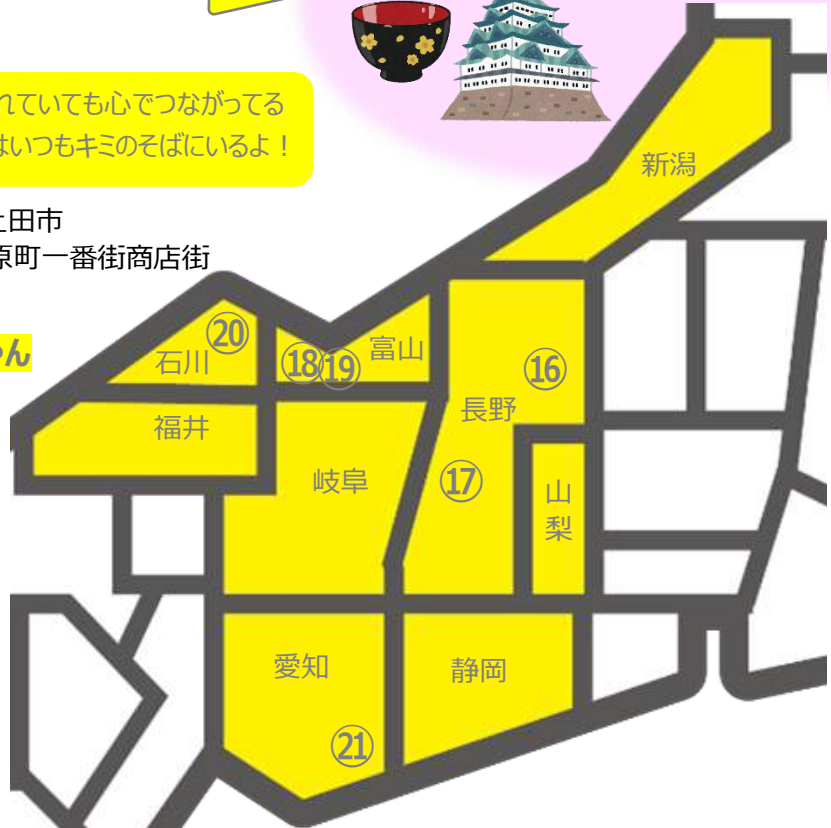 れていても心でつながってる
はいつもキミのそばにいるよ！
上田市
原町一番街商店街
ゃん
新潟
石川
⑳
⑱⑲
富山
⑯
長野
福井
岐阜
⑰
山梨
愛知
静岡
㉑